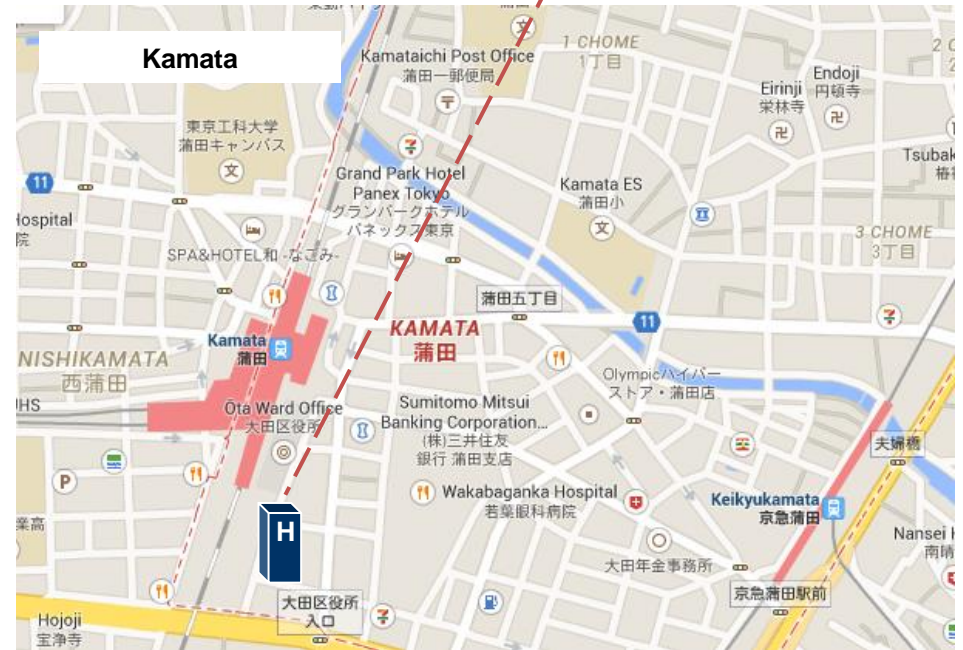 Kamata
Kamataichi Post Office
蒲田一郵便局
1 CHOME
1丁目
Eirinji
栄林寺
Endoji
円頓寺
東京工科大学
蒲田キャンパス
文
文
Tsubak
Grand Park Hotel
Panex Tokyo
グランパークホテル
パネックス東京
11
Kamata ES
蒲田小
文
Hospital
院
SPA&HOTEL和 -なごみ-
3 CHOME
3丁目
蒲田五丁目
11
KAMATA
蒲田
Kamata
蒲田
NISHIKAMATA
西蒲田
JHS
Olympicハイパー
ストア・蒲田店
Ōta Ward Office
大田区役所
Sumitomo Mitsui
Banking Corporation...
(株)三井住友
銀行 蒲田支店
夫婦橋
P
Wakabaganka Hospital
若葉眼科病院
Keikyukamata
京急蒲田
業高
H
Nansei H
大田年金事務所
京急蒲田駅前
大田区役所
入口
Hojoji
宝浄寺